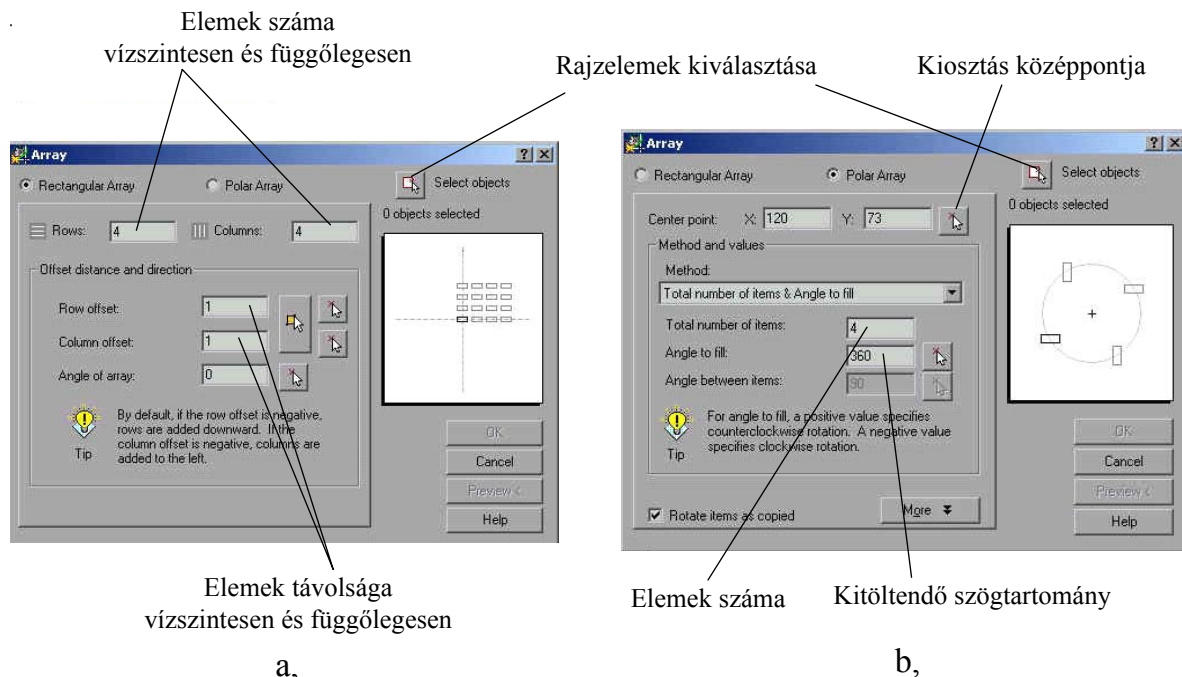 Elemek száma
vízszintesen és függőlegesen
Rajzelemek kiválasztása
Kiosztás középpontja
Array
Rectangular Array
Polar Array
Select objects
0 objects selected
Rows: 4
Columns: 4
Offset distance and direction
Row offset: 1
Column offset: 1
Angle of array: 0
Tip
By default, if the row offset is negative,
rows are added downward. If the
column offset is negative, columns are
added to the left.
OK
Cancel
Preview <
Help
Elemek távolsága
vízszintesen és függőlegesen
a,
Array
Rectangular Array
Polar Array
Select objects
0 objects selected
Center point: X: 120 Y: 73
Method and values
Method:
Total number of items & Angle to fill
Total number of items: 4
Angle to fill: 360
Angle between items: 90
Tip
For angle to fill, a positive value specifies
counterclockwise rotation. A negative value
specifies clockwise rotation.
Rotate items as copied
More
OK
Cancel
Preview <
Help
Elemek száma
Kitöltendő szögtartomány
b,